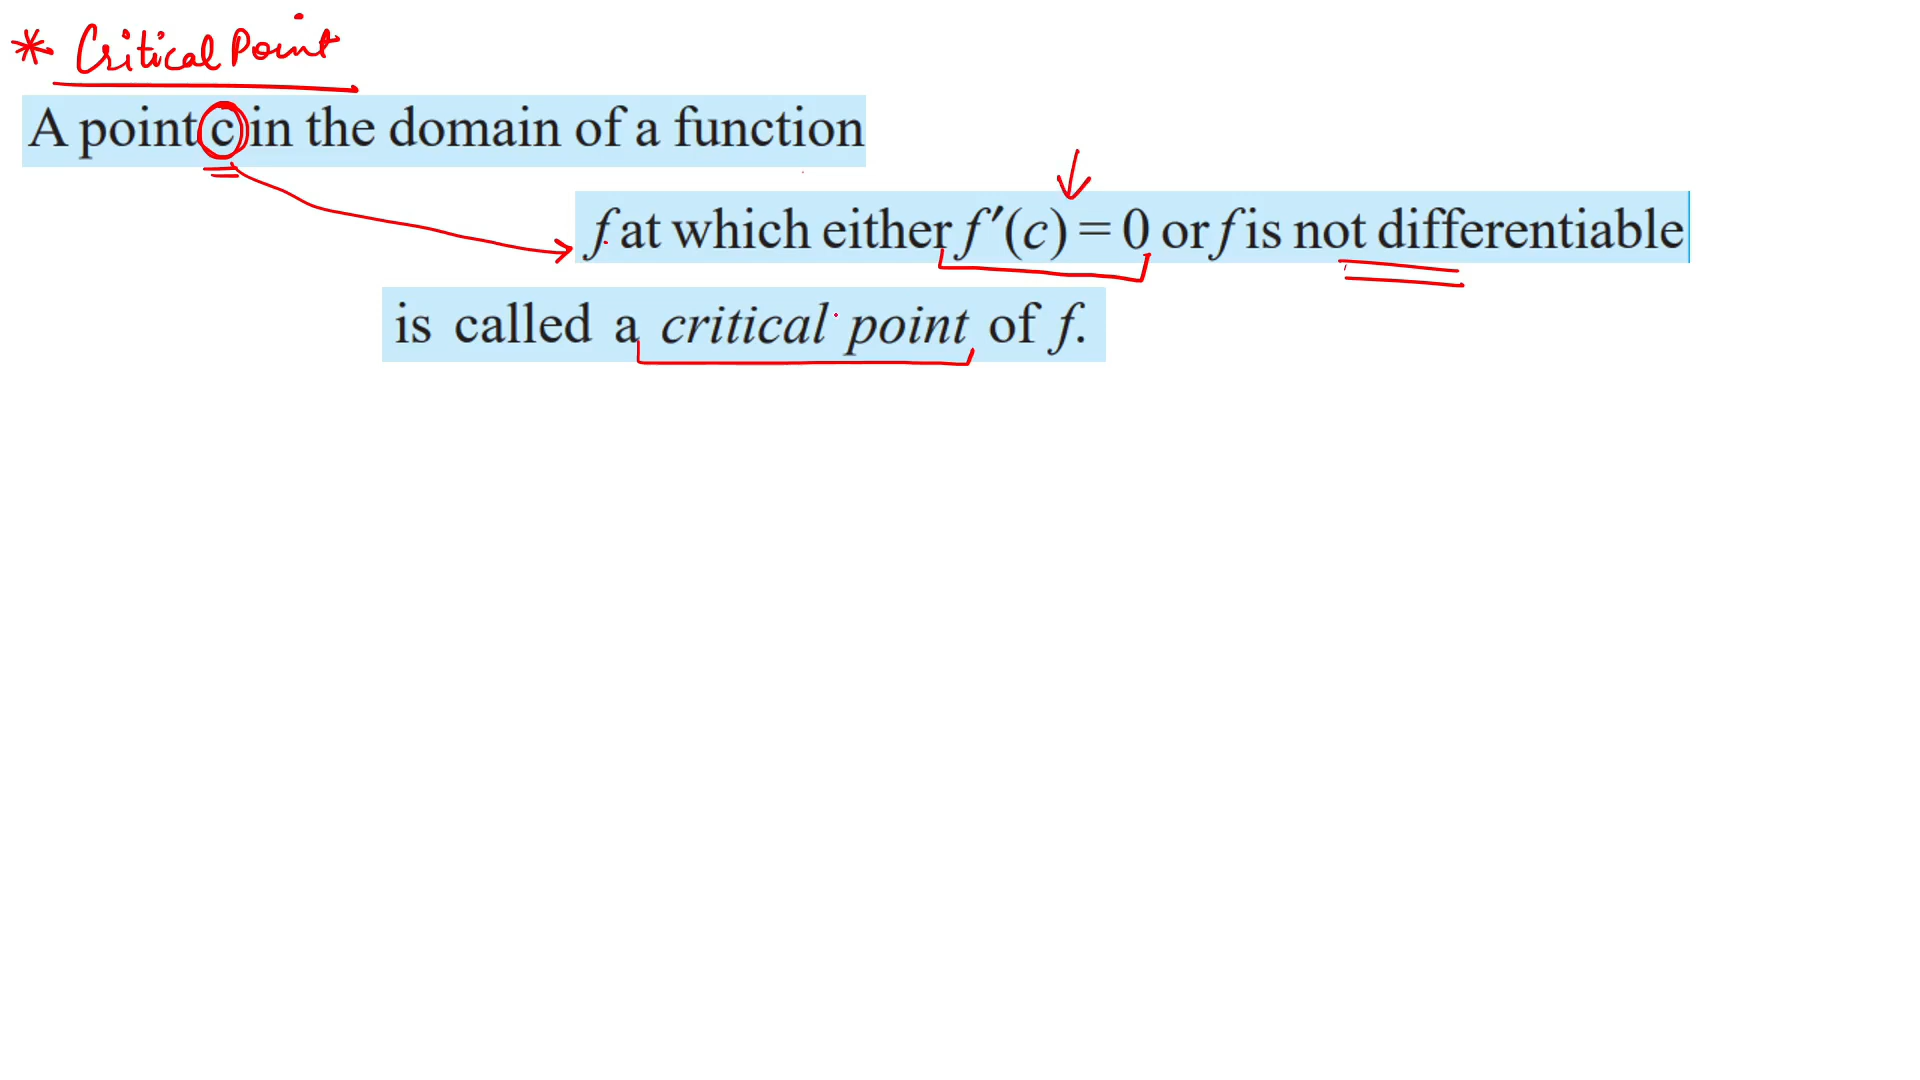 * Critical Point
A point c in the domain of a function
f at which either f′(c) = 0 or f is not differentiable
is called a critical point of f.